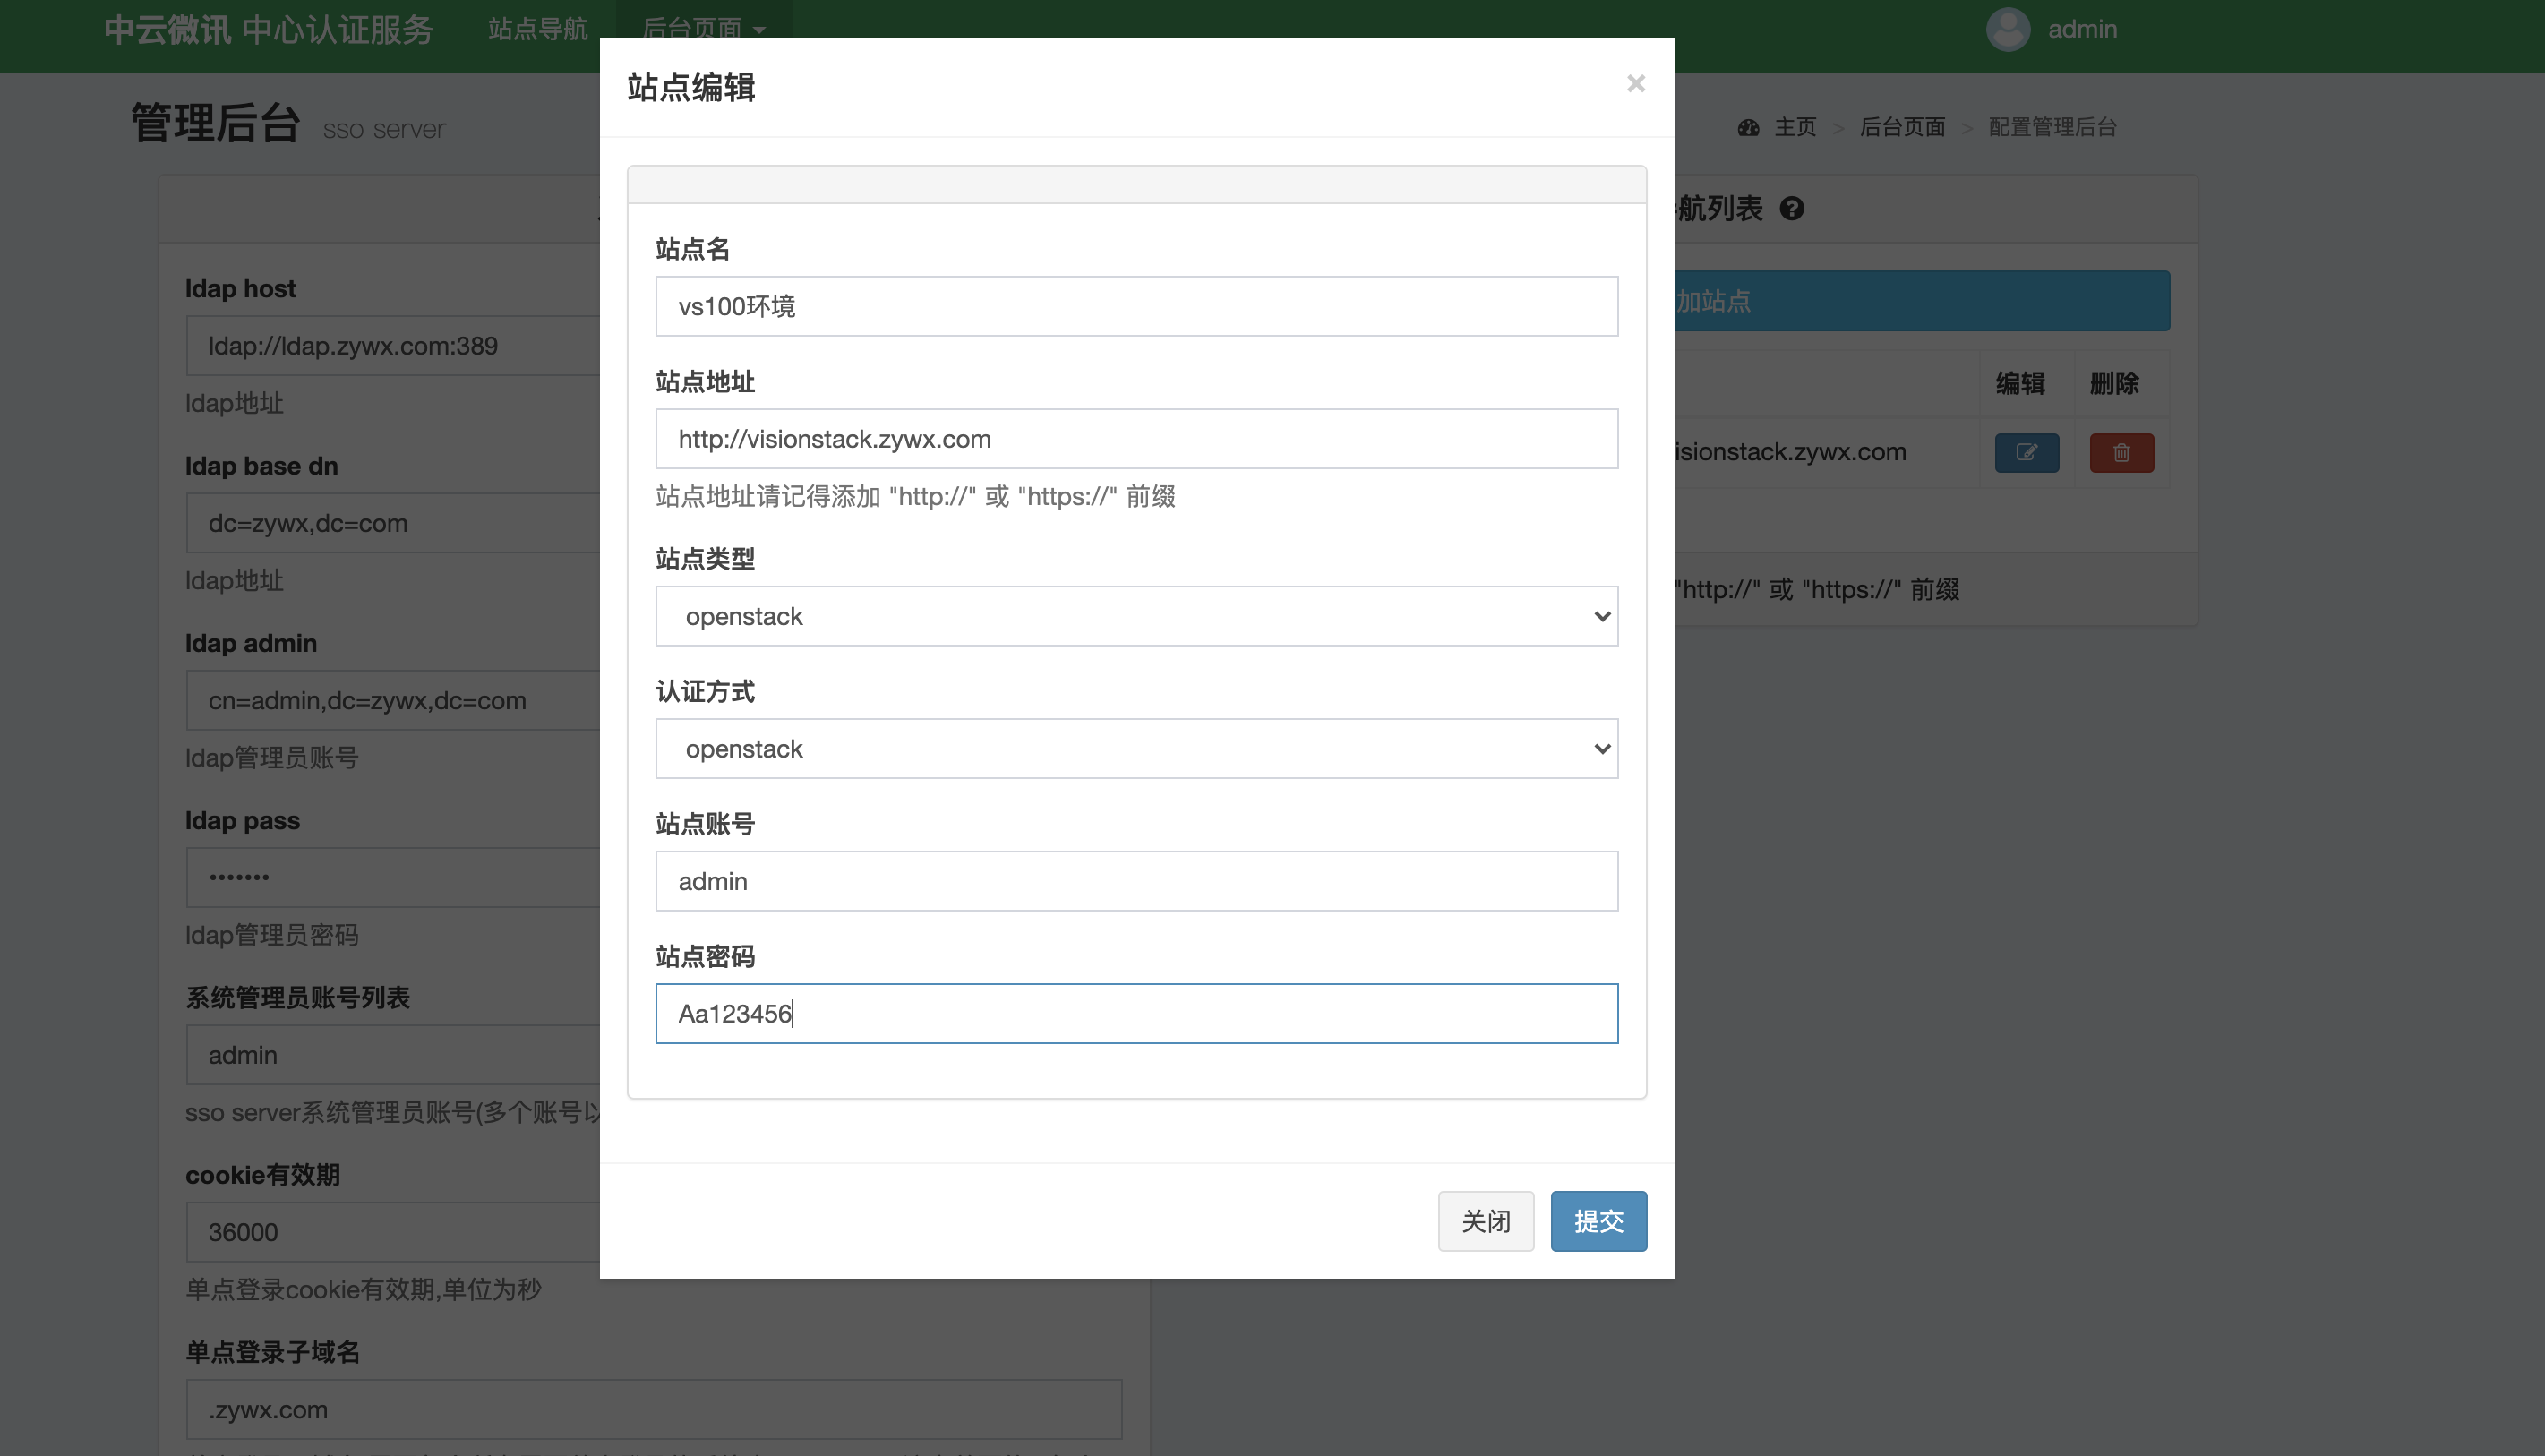 中云微讯 中心认证服务 站点导航 后台页面 admin
管理后台 sso server
主页 > 后台页面 > 配置管理后台
站点编辑 ×
站点名
vs100环境
站点地址
http://visionstack.zywx.com
站点地址请记得添加 "http://" 或 "https://" 前缀
站点类型
openstack
认证方式
openstack
站点账号
admin
站点密码
Aa123456
关闭 提交
ldap host
ldap://ldap.zywx.com:389
ldap地址
ldap base dn
dc=zywx,dc=com
ldap地址
ldap admin
cn=admin,dc=zywx,dc=com
ldap管理员账号
ldap pass
•••••••
ldap管理员密码
系统管理员账号列表
admin
sso server系统管理员账号(多个账号以
cookie有效期
36000
单点登录cookie有效期,单位为秒
单点登录子域名
.zywx.com
航列表
加站点
编辑 删除
isionstack.zywx.com
"http://" 或 "https://" 前缀